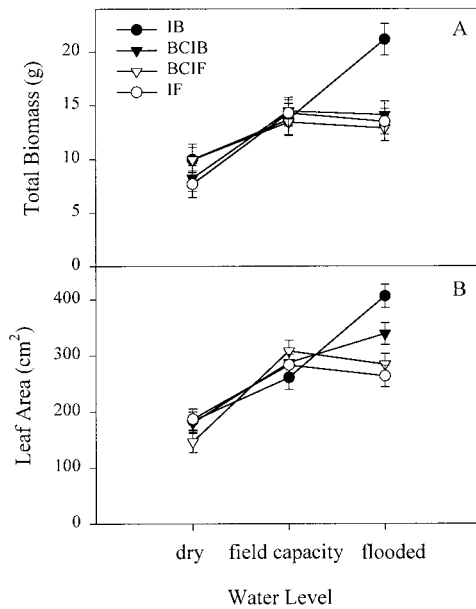 A
IB
BCIB
BCIF
IF
20
15
10
5
0
Total Biomass (g)
B
400
300
200
100
0
Leaf Area (cm²)
dry field capacity flooded
Water Level